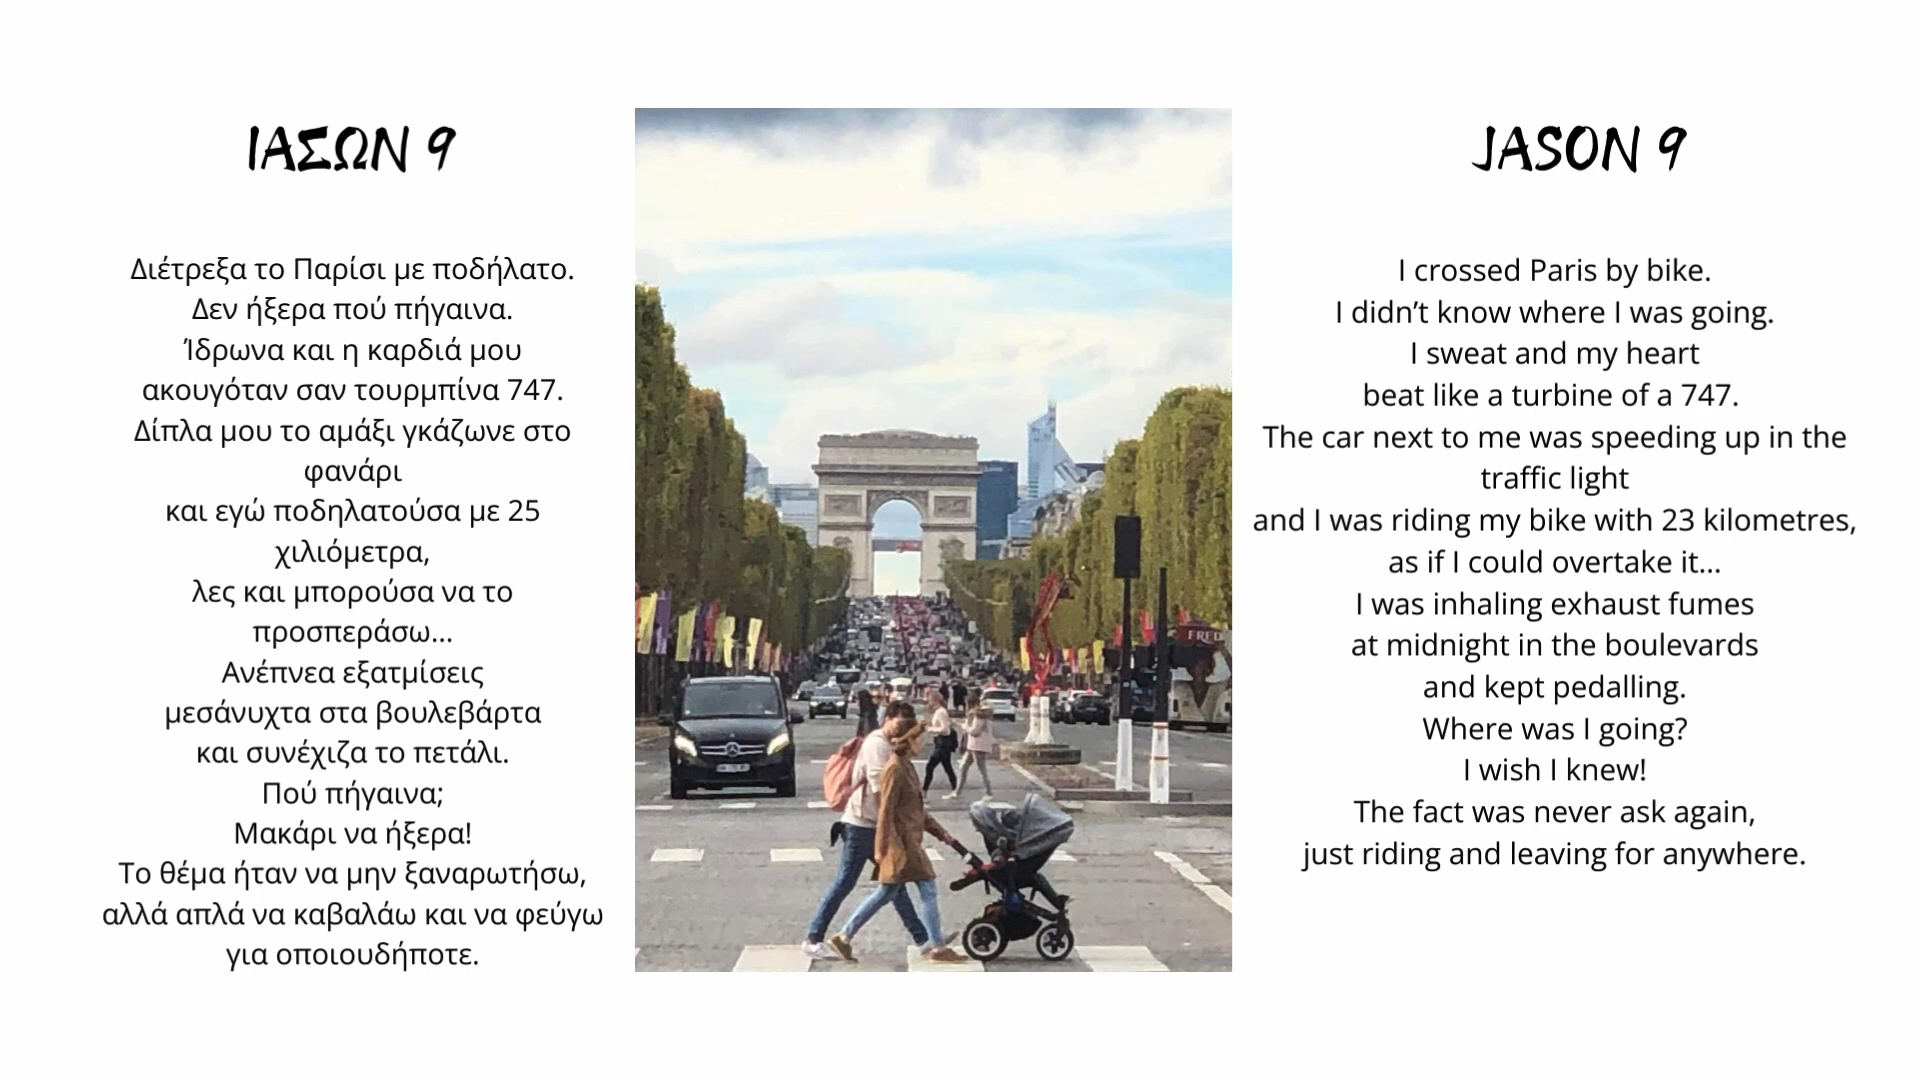 ΙΑΣΩΝ 9
Διέτρεξα το Παρίσι με ποδήλατο.
Δεν ήξερα πού πήγαινα.
Ίδρωνα και η καρδιά μου
ακουγόταν σαν τουρμπίνα 747.
Δίπλα μου το αμάξι γκάζωνε στο
φανάρι
και εγώ ποδηλατούσα με 25
χιλιόμετρα,
λες και μπορούσα να το
προσπεράσω...
Ανέπνεα εξατμίσεις
μεσάνυχτα στα βουλεβάρτα
και συνέχιζα το πετάλι.
Πού πήγαινα;
Μακάρι να ήξερα!
Το θέμα ήταν να μην ξαναρωτήσω,
αλλά απλά να καβαλάω και να φεύγω
για οποιουδήποτε.
FRED
JASON 9
I crossed Paris by bike.
I didn’t know where I was going.
I sweat and my heart
beat like a turbine of a 747.
The car next to me was speeding up in the
traffic light
and I was riding my bike with 23 kilometres,
as if I could overtake it...
I was inhaling exhaust fumes
at midnight in the boulevards
and kept pedalling.
Where was I going?
I wish I knew!
The fact was never ask again,
just riding and leaving for anywhere.